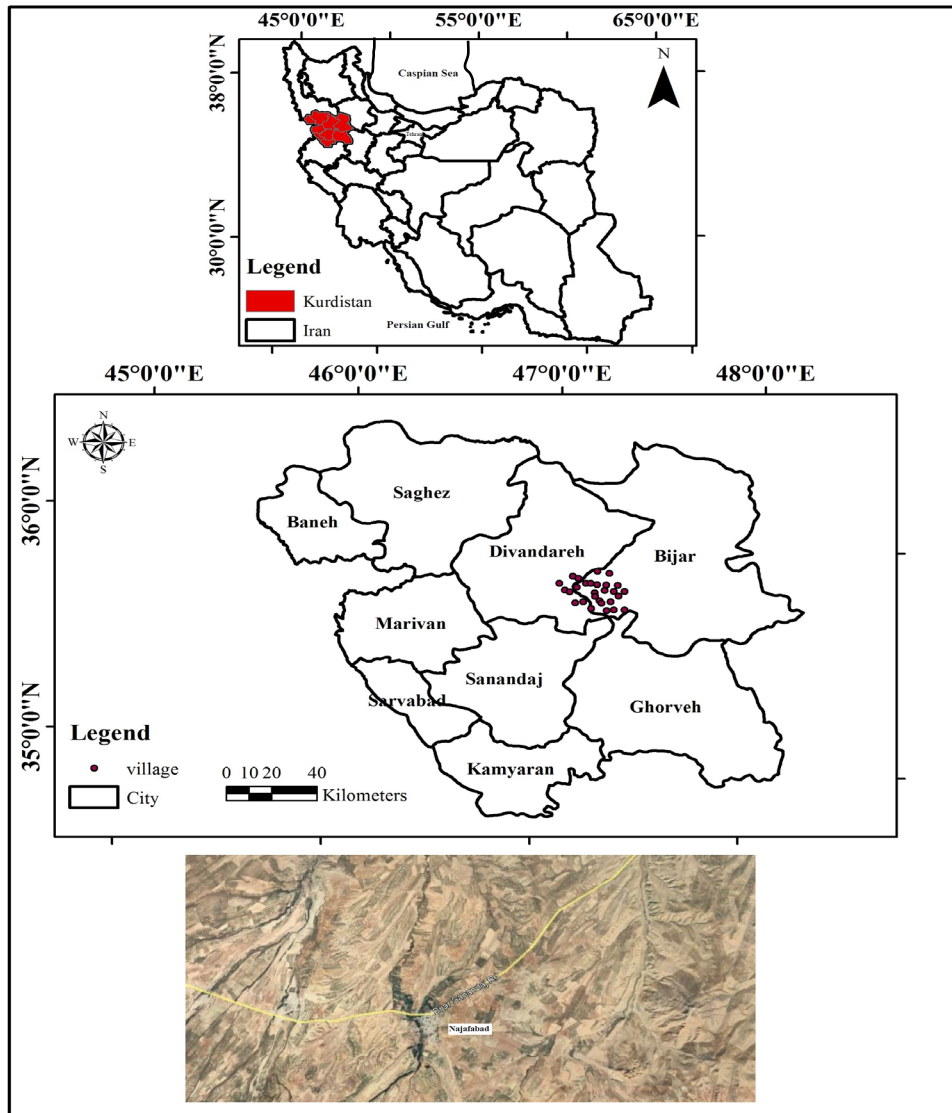 45°0'0"E 55°0'0"E 65°0'0"E
38°0'0"N
30°0'0"N
N
Caspian Sea
Tehran
Persian Gulf
Legend
Kurdistan
Iran
45°0'0"E 46°0'0"E 47°0'0"E 48°0'0"E
36°0'0"N
35°0'0"N
N
W E
S
Saghez
Baneh
Divandareh
Bijar
Marivan
Sanandaj
Sarvabad
Ghorveh
Kamyaran
Legend
village
City
0 10 20 40
Kilometers
Najafabad